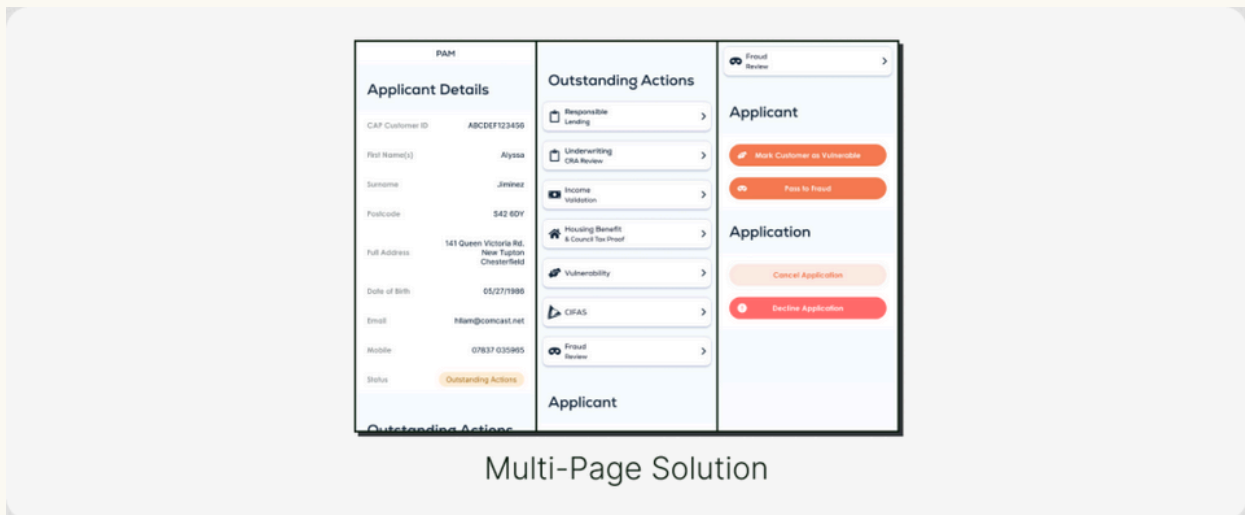 PAM
Applicant Details
CAP Customer ID ABCDEF123456
First Name(s) Alyssa
Surname Jiminez
Postcode S42 6DY
Full Address 141 Queen Victoria Rd,
New Tupton
Chesterfield
Date of Birth 05/27/1986
Email hllam@comcast.net
Mobile 07837 035965
Status Outstanding Actions
Outstanding Actions
Outstanding Actions
Responsible
Lending
Underwriting
CRA Review
Income
Validation
Housing Benefit
& Council Tax Proof
Vulnerability
CIFAS
Fraud
Review
Applicant
Fraud
Review
Applicant
Mark Customer as Vulnerable
Pass to Fraud
Application
Cancel Application
Decline Application
Multi-Page Solution